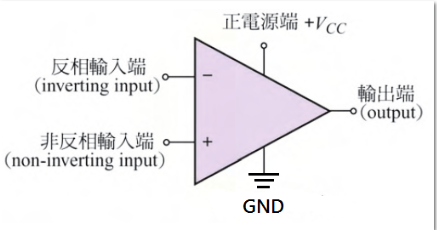 正電源端 +VCC
反相輸入端
(inverting input)
−
輸出端
(output)
非反相輸入端
(non-inverting input)
+
GND